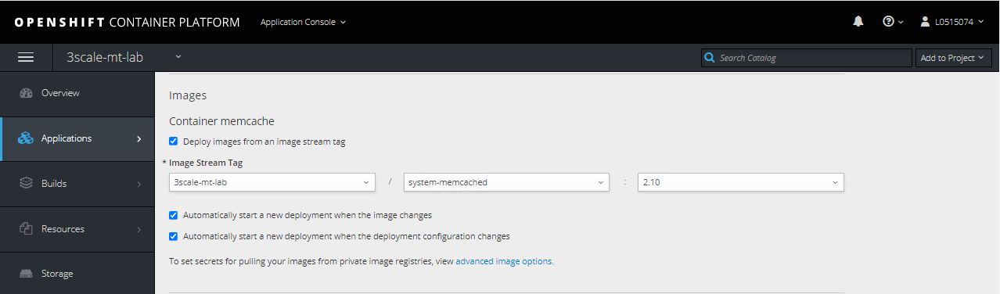 OPENSHIFT CONTAINER PLATFORM Application Console L0515074
3scale-mt-lab Search Catalog Add to Project
Overview
Applications
Builds
Resources
Storage
Images
Container memcache
Deploy images from an image stream tag
* Image Stream Tag
3scale-mt-lab / system-memcached : 2.10
Automatically start a new deployment when the image changes
Automatically start a new deployment when the deployment configuration changes
To set secrets for pulling your images from private image registries, view advanced image options.